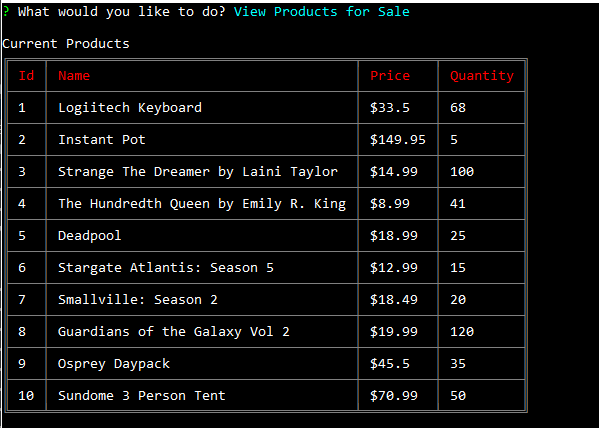 ? What would you like to do? View Products for Sale
Current Products
Id Name Price Quantity
1 Logiitech Keyboard $33.5 68
2 Instant Pot $149.95 5
3 Strange The Dreamer by Laini Taylor $14.99 100
4 The Hundredth Queen by Emily R. King $8.99 41
5 Deadpool $18.99 25
6 Stargate Atlantis: Season 5 $12.99 15
7 Smallville: Season 2 $18.49 20
8 Guardians of the Galaxy Vol 2 $19.99 120
9 Osprey Daypack $45.5 35
10 Sundome 3 Person Tent $70.99 50